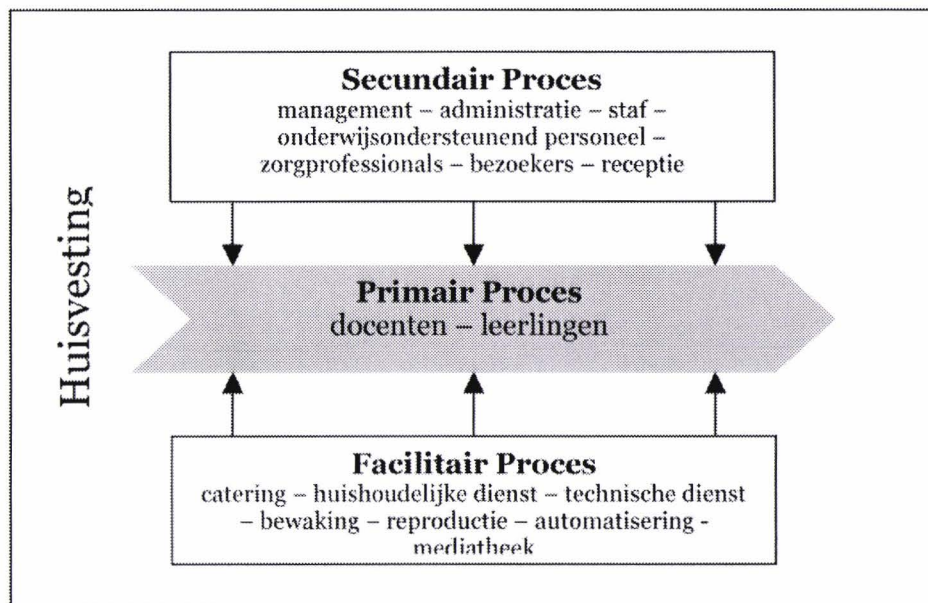 Huisvesting
Secundair Proces
management – administratie – staf –
onderwijsondersteunend personeel –
zorgprofessionals – bezoekers – receptie
Primair Proces
docenten – leerlingen
Facilitair Proces
catering – huishoudelijke dienst – technische dienst
– bewaking – reproductie – automatisering -
mediatheek